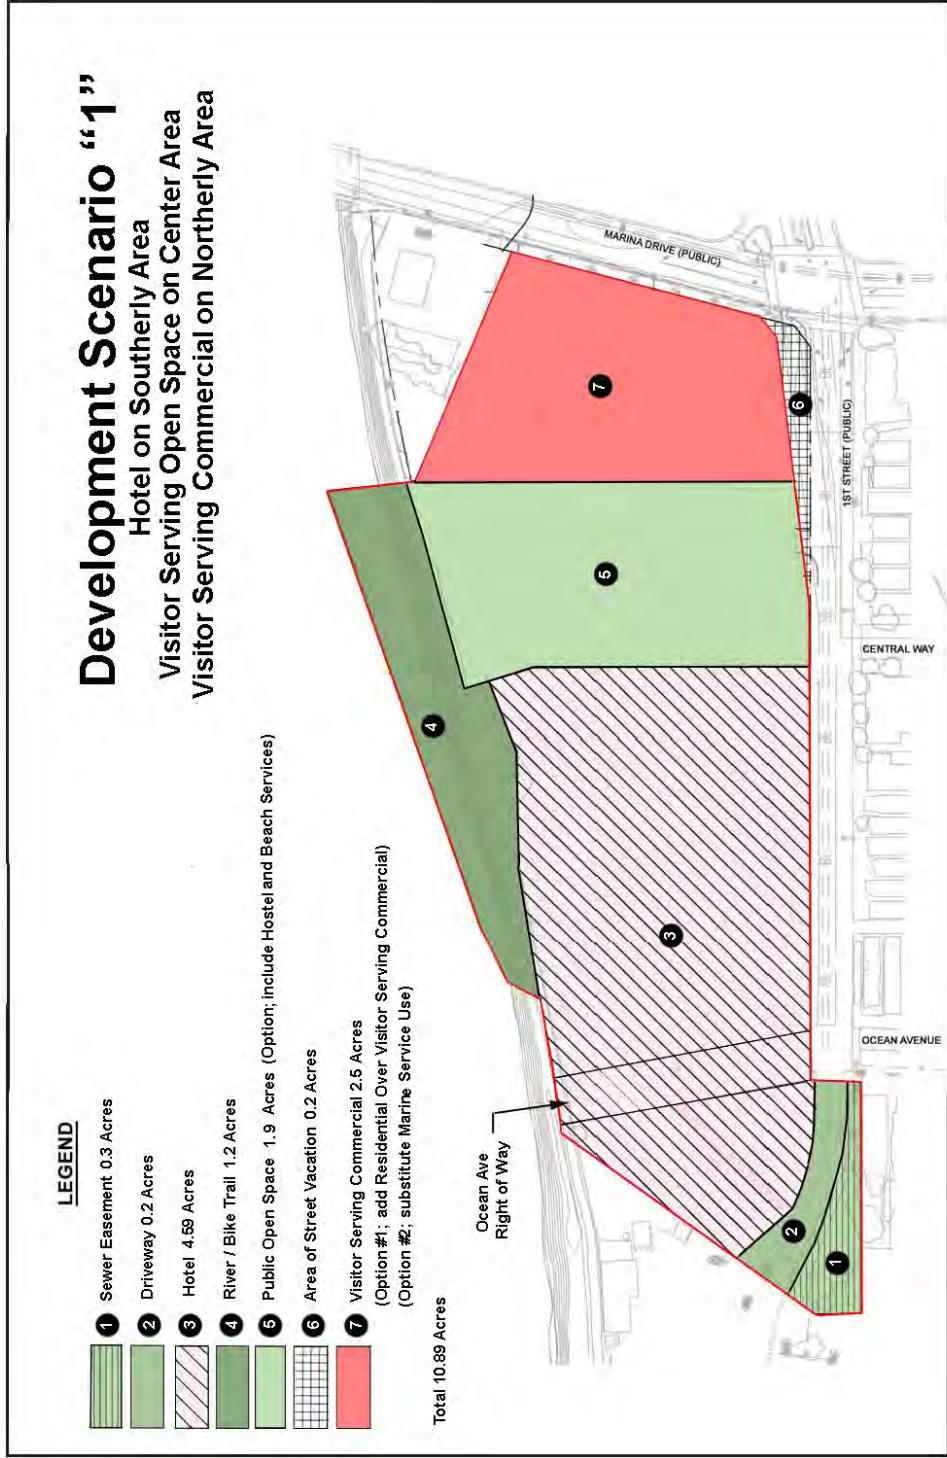 Development Scenario “1”
Hotel on Southerly Area
Visitor Serving Open Space on Center Area
Visitor Serving Commercial on Northerly Area
LEGEND
1 Sewer Easement 0.3 Acres
2 Driveway 0.2 Acres
3 Hotel 4.59 Acres
4 River / Bike Trail 1.2 Acres
5 Public Open Space 1.9 Acres (Option; include Hostel and Beach Services)
6 Area of Street Vacation 0.2 Acres
7 Visitor Serving Commercial 2.5 Acres
(Option #1; add Residential Over Visitor Serving Commercial)
(Option #2; substitute Marine Service Use)
Total 10.89 Acres
Ocean Ave
Right of Way
1
2
3
4
5
6
7
MARINA DRIVE (PUBLIC)
1ST STREET (PUBLIC)
CENTRAL WAY
OCEAN AVENUE